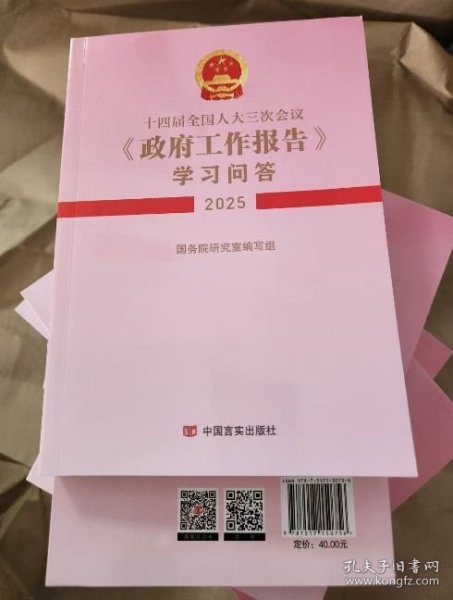 十四届全国人大三次会议
《政府工作报告》
学习问答
2025
国务院研究室编写组
中国言实出版社
定价：40.00元
孔夫子旧书网
www.kongfz.com